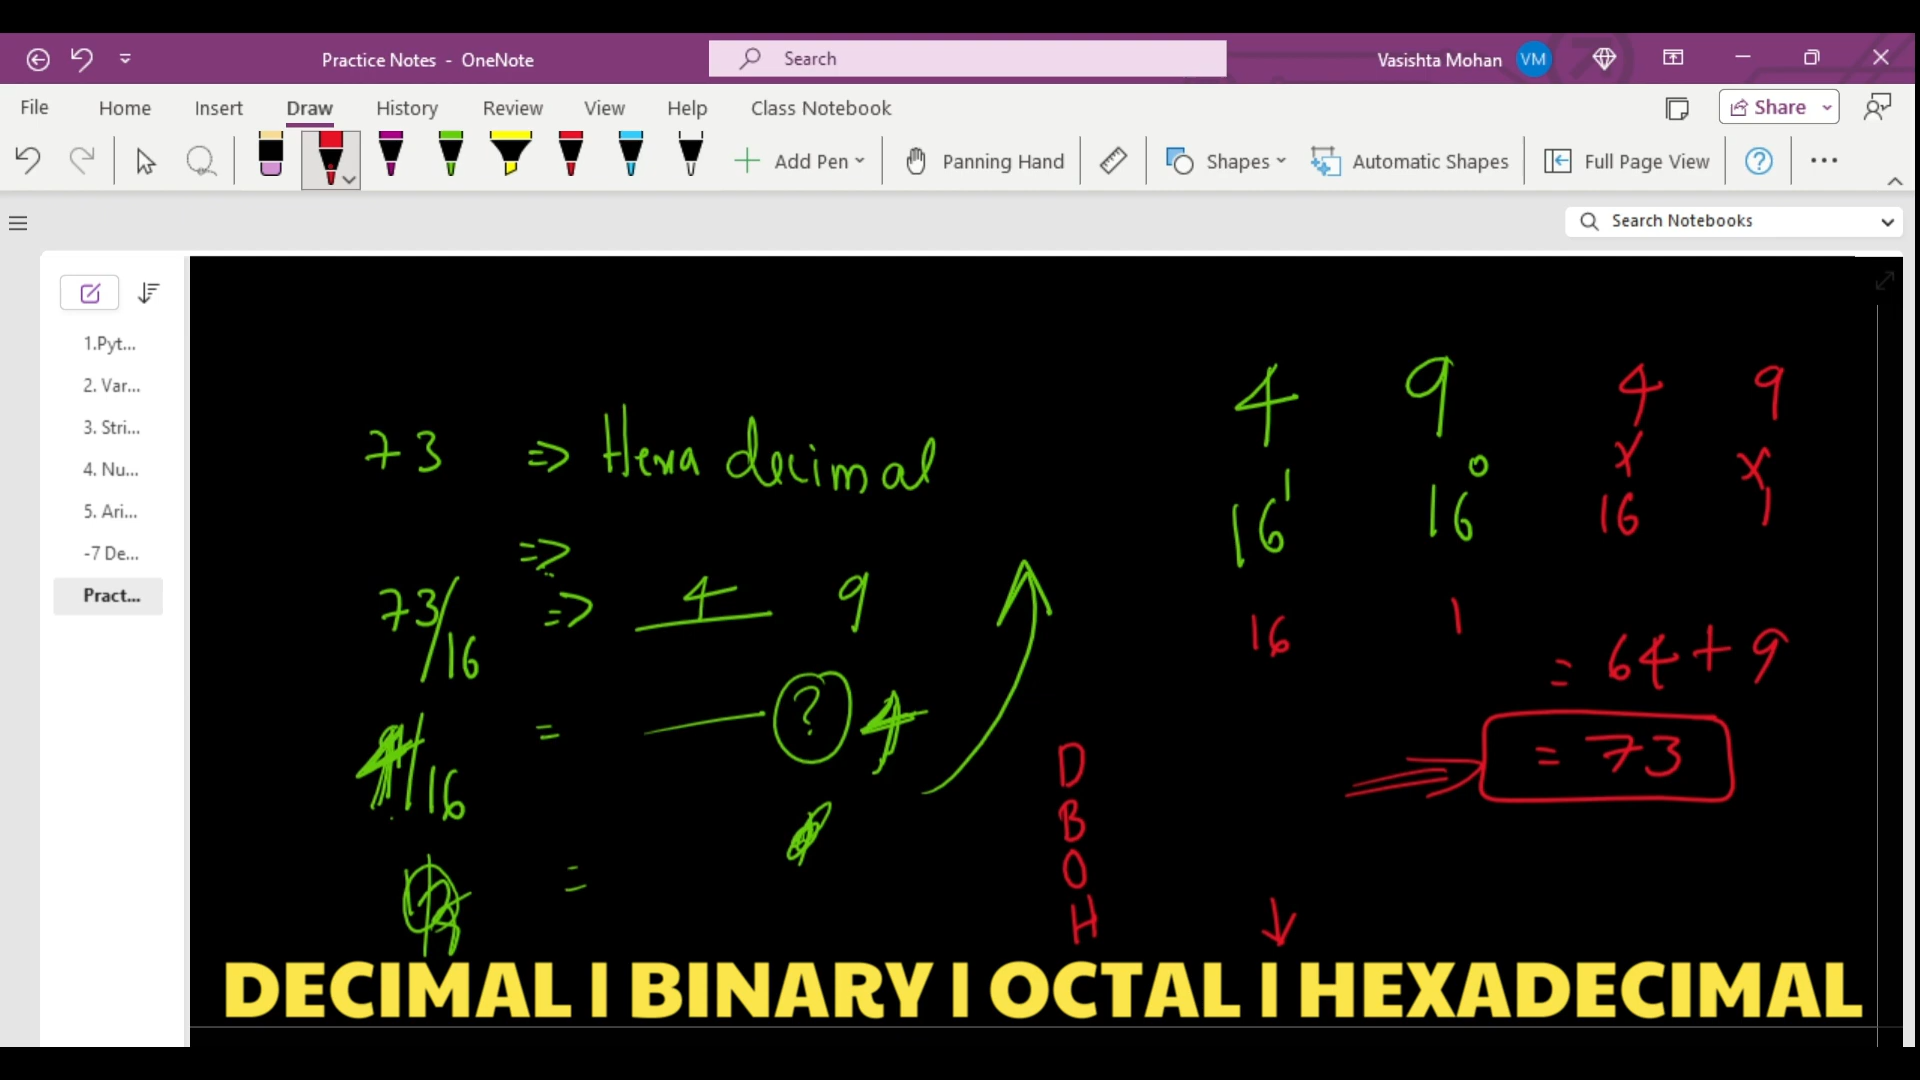 Practice Notes - OneNote
Search
Vasishta Mohan VM
File Home Insert Draw History Review View Help Class Notebook
Share
Add Pen Panning Hand Shapes Automatic Shapes Full Page View
Search Notebooks
1.Pyt...
2. Var...
3. Stri...
4. Nu...
5. Ari...
-7 De...
Pract...
73 => Hexa decimal
=>
73/16 => 4 9
4/16 = ? 4
=
4 9
16¹ 16⁰
16 1
4 9
x x
16 1
= 64 + 9
= 73
D
B
O
H
DECIMAL | BINARY | OCTAL | HEXADECIMAL